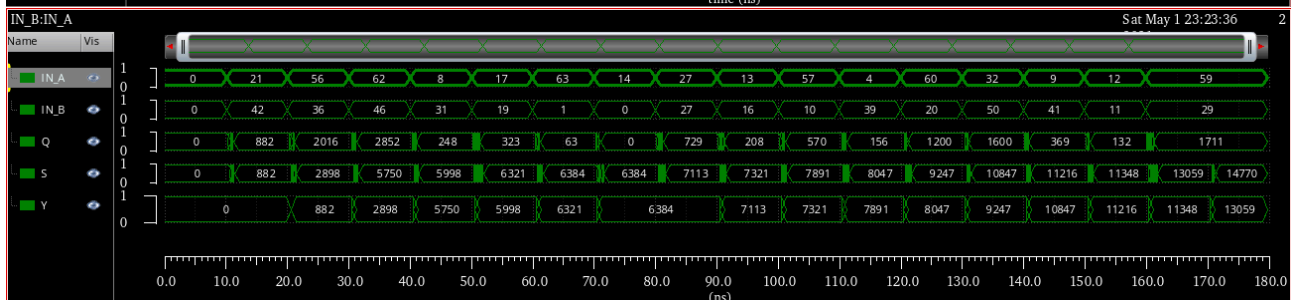 time (ns)
IN_B:IN_A Sat May 1 23:23:36 2
Name Vis
IN_A 1 0 0 21 56 62 8 17 63 14 27 13 57 4 60 32 9 12 59
IN_B 1 0 0 42 36 46 31 19 1 0 27 16 10 39 20 50 41 11 29
Q 1 0 0 882 2016 2852 248 323 63 0 729 208 570 156 1200 1600 369 132 1711
S 1 0 0 882 2898 5750 5998 6321 6384 6384 7113 7321 7891 8047 9247 10847 11216 11348 13059 14770
Y 1 0 0 882 2898 5750 5998 6321 6384 7113 7321 7891 8047 9247 10847 11216 11348 13059
0.0 10.0 20.0 30.0 40.0 50.0 60.0 70.0 80.0 90.0 100.0 110.0 120.0 130.0 140.0 150.0 160.0 170.0 180.0
(ns)